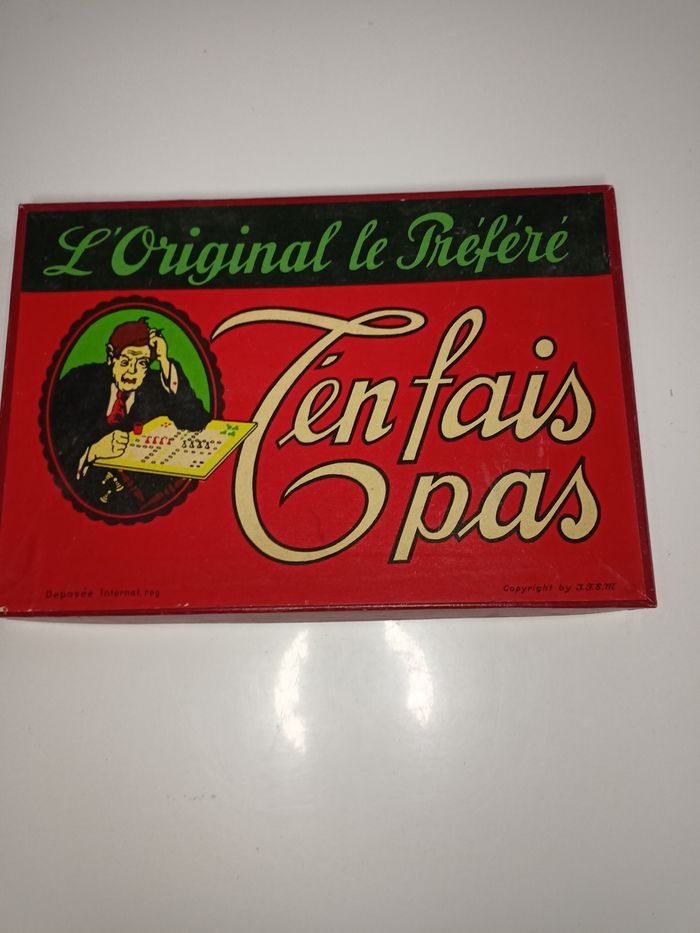 L'Original le Préféré
T'en fais
pas
Deposée Internat. reg
Copyright by J.F.S.M